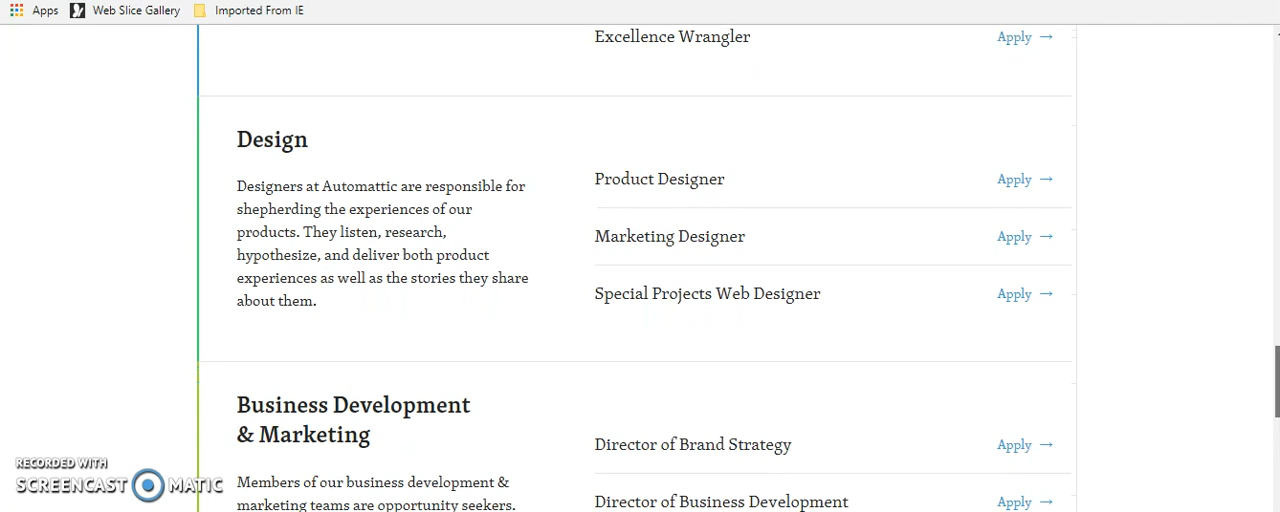 Apps Web Slice Gallery Imported From IE
Excellence Wrangler Apply →
Design
Designers at Automattic are responsible for
shepherding the experiences of our
products. They listen, research,
hypothesize, and deliver both product
experiences as well as the stories they share
about them.
Product Designer Apply →
Marketing Designer Apply →
Special Projects Web Designer Apply →
Business Development
& Marketing
Members of our business development &
marketing teams are opportunity seekers.
Director of Brand Strategy Apply →
Director of Business Development Apply →
RECORDED WITH
SCREENCAST MATIC